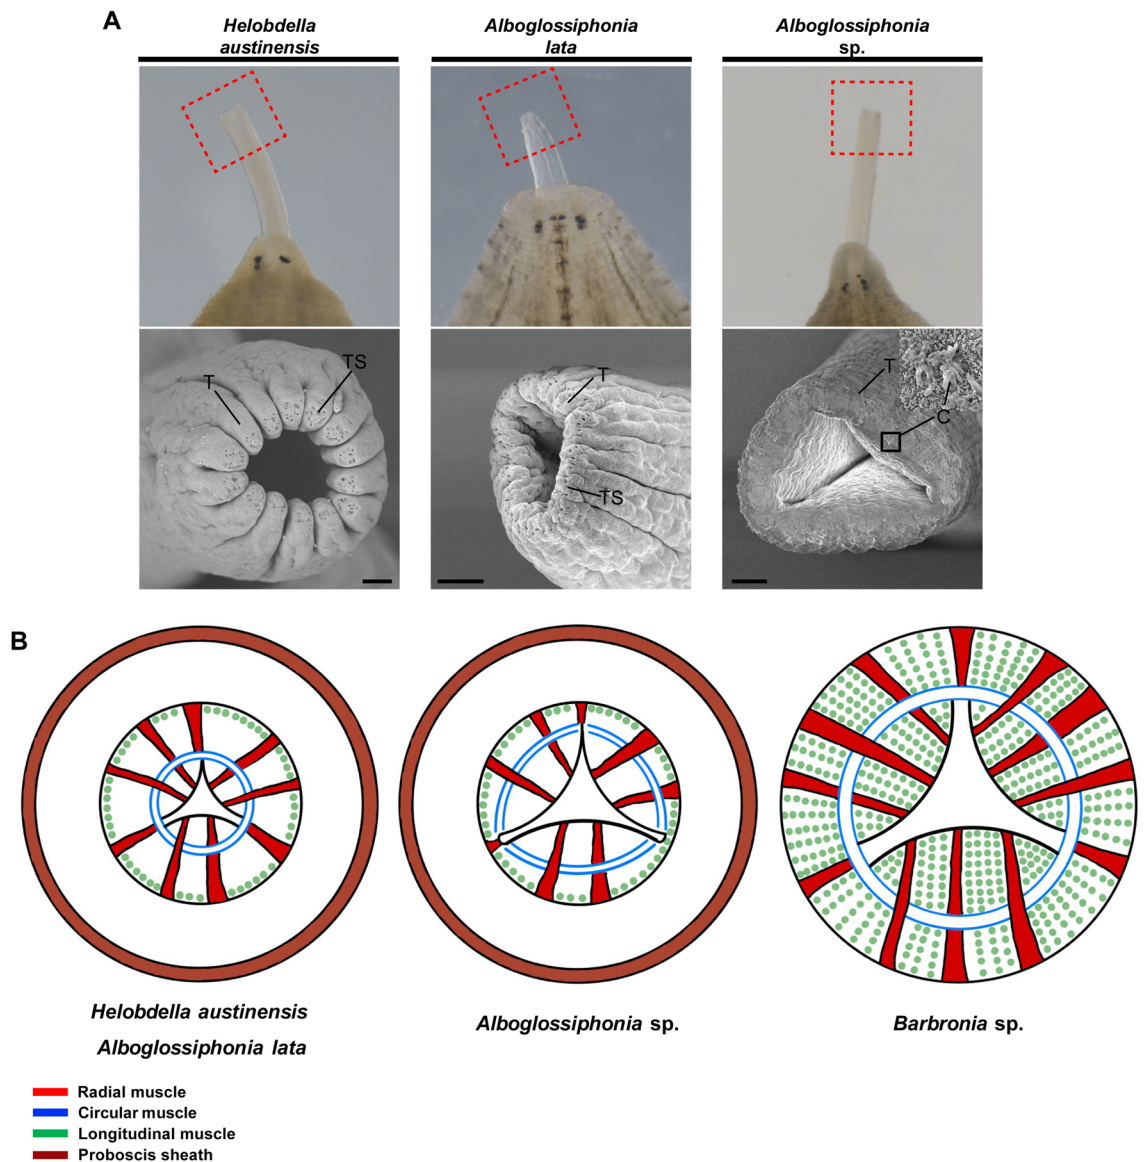 A
Helobdella
austinensis
Alboglossiphonia
lata
Alboglossiphonia
sp.
T
TS
T
TS
T
C
B
Helobdella austinensis
Alboglossiphonia lata
Alboglossiphonia sp.
Barbronia sp.
Radial muscle
Circular muscle
Longitudinal muscle
Proboscis sheath